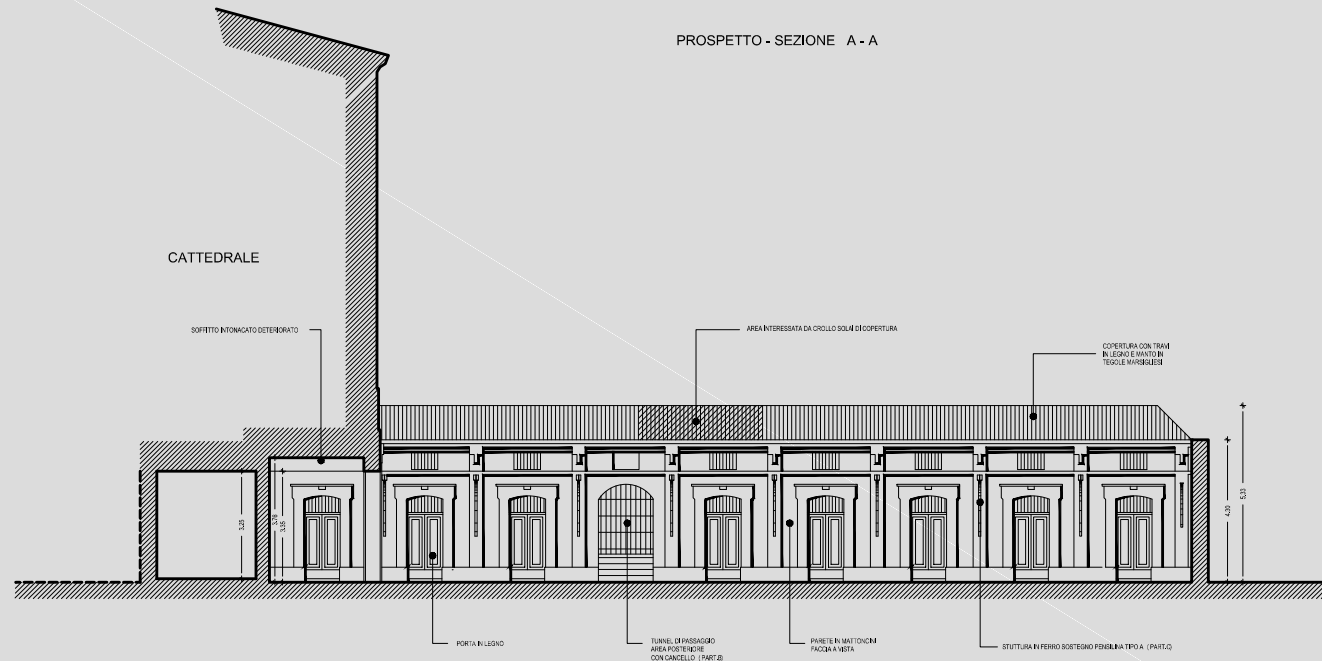 PROSPETTO - SEZIONE A - A
CATTEDRALE
SOFFITTO INTONACATO DETERIORATO
AREA INTERESSATA DA CROLLO SOLAI DI COPERTURA
COPERTURA CON TRAVI
IN LEGNO E MANTO IN
TEGOLE MARSIGLIESI
3,25
3,78
3,35
4,30
5,33
PORTA IN LEGNO
TUNNEL DI PASSAGGIO
AREA POSTERIORE
CON CANCELLO ( PART.B)
PARETE IN MATTONCINI
FACCIA A VISTA
STUTTURA IN FERRO SOSTEGNO PENSILINA TIPO A ( PART.C)